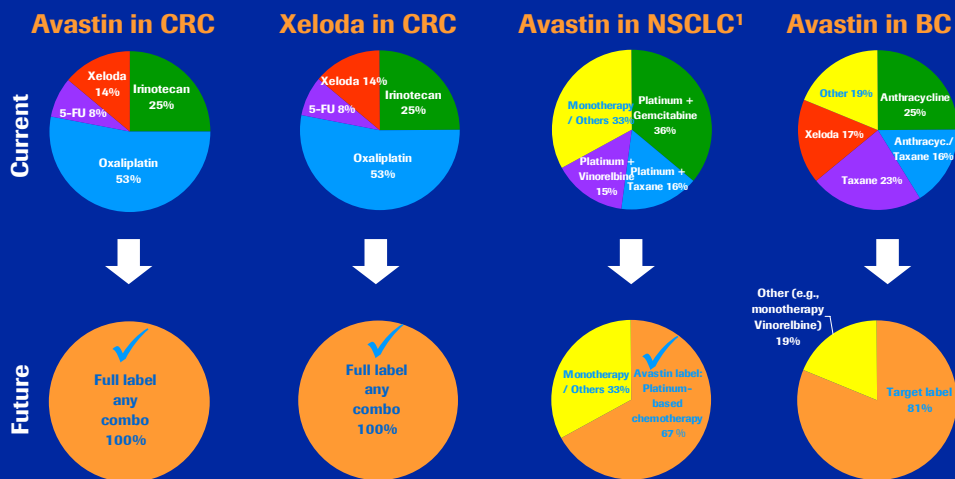 Avastin in CRC
Xeloda in CRC
Avastin in NSCLC¹
Avastin in BC
Current
Xeloda
14%
Irinotecan
25%
5-FU 8%
Oxaliplatin
53%
Xeloda 14%
Irinotecan
25%
5-FU 8%
Oxaliplatin
53%
Monotherapy
/ Others 33%
Platinum +
Gemcitabine
36%
Platinum +
Vinorelbine
15%
Platinum +
Taxane 16%
Other 19%
Anthracycline
25%
Xeloda 17%
Anthracyc./
Taxane 16%
Taxane 23%
Future
Full label
any
combo
100%
Full label
any
combo
100%
Monotherapy
/ Others 33%
Avastin label:
Platinum-
based
chemotherapy
67%
Other (e.g.,
monotherapy
Vinorelbine)
19%
Target label
81%